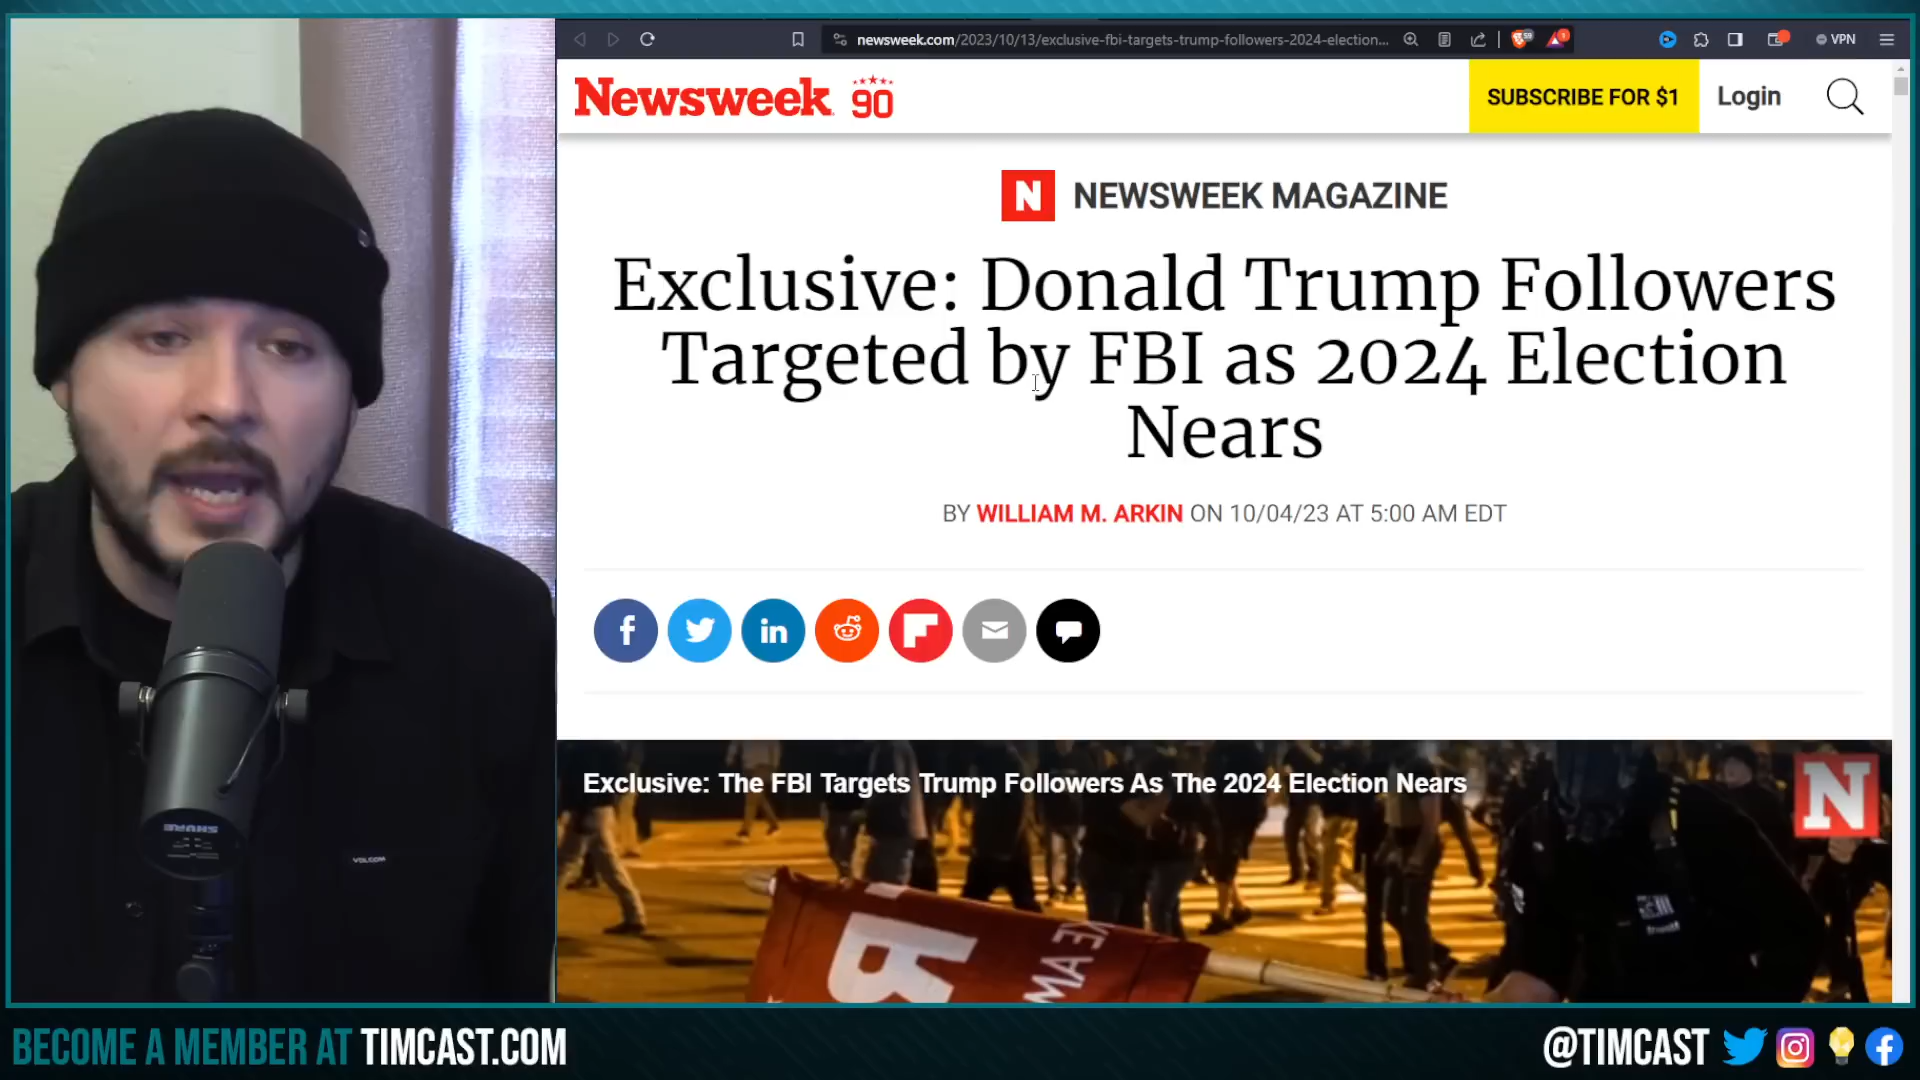 newsweek.com/2023/10/13/exclusive-fbi-targets-trump-followers-2024-election...
VPN
Newsweek 90
SUBSCRIBE FOR $1
Login
N NEWSWEEK MAGAZINE
Exclusive: Donald Trump Followers
Targeted by FBI as 2024 Election
Nears
BY WILLIAM M. ARKIN ON 10/04/23 AT 5:00 AM EDT
Exclusive: The FBI Targets Trump Followers As The 2024 Election Nears
N
SHURE
VOLCOM
BECOME A MEMBER AT TIMCAST.COM
@TIMCAST